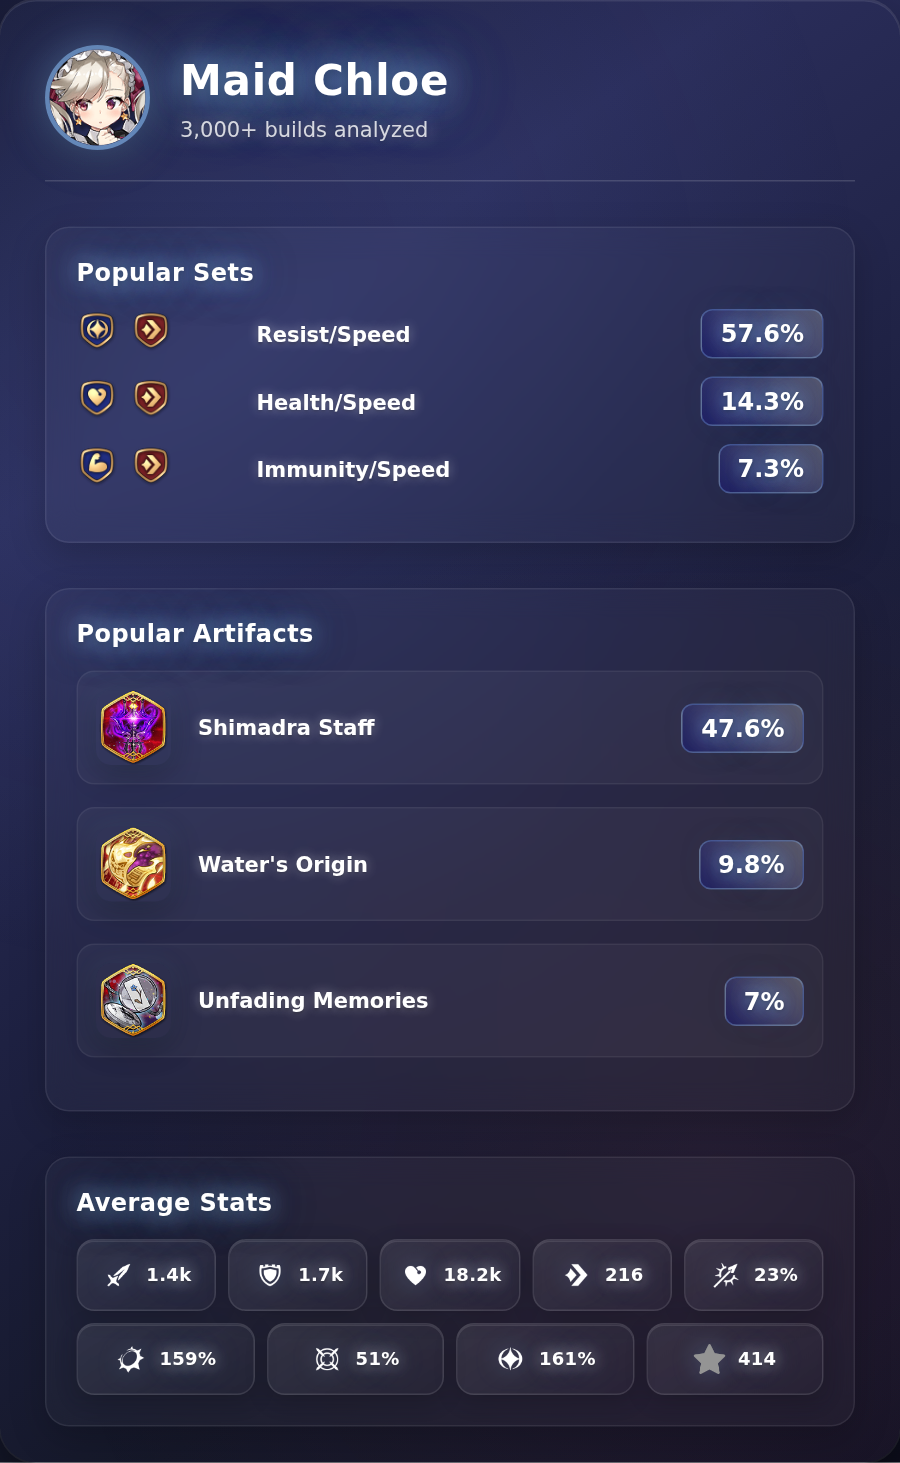 Maid Chloe
3,000+ builds analyzed
Popular Sets
Resist/Speed 57.6%
Health/Speed 14.3%
Immunity/Speed 7.3%
Popular Artifacts
Shimadra Staff 47.6%
Water's Origin 9.8%
Unfading Memories 7%
Average Stats
1.4k 1.7k 18.2k 216 23%
159% 51% 161% 414